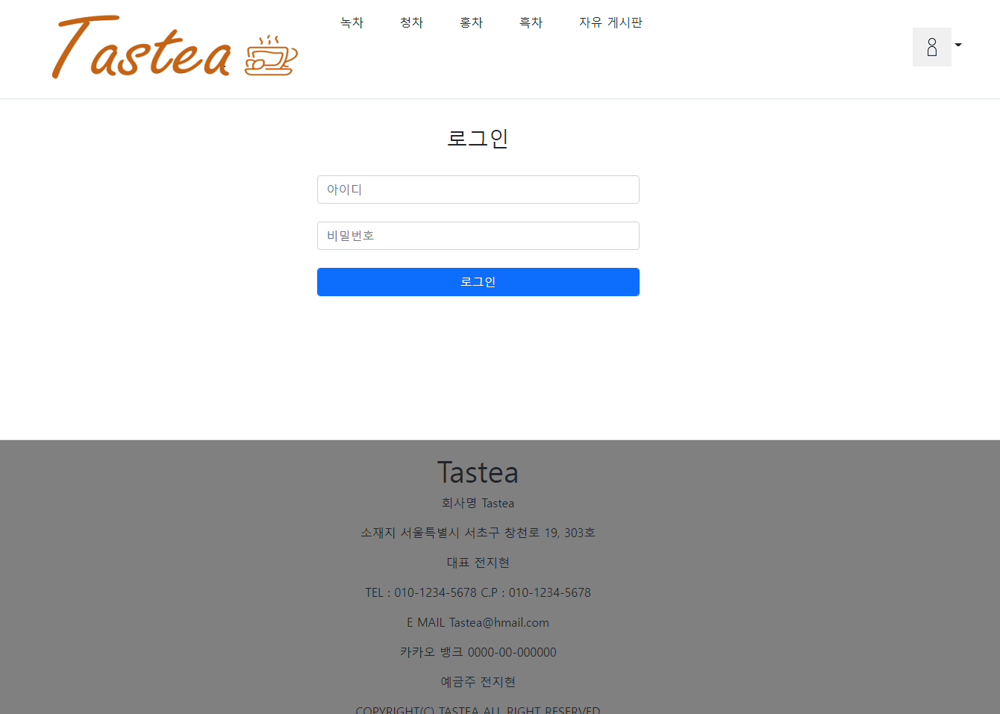 Tastea
녹차 청차 홍차 흑차 자유 게시판
로그인
아이디
비밀번호
로그인
Tastea
회사명 Tastea
소재지 서울특별시 서초구 창천로 19, 303호
대표 전지현
TEL : 010-1234-5678 C.P : 010-1234-5678
E MAIL Tastea@hmail.com
카카오 뱅크 0000-00-000000
예금주 전지현
COPYRIGHT(C) TASTEA ALL RIGHT RESERVED